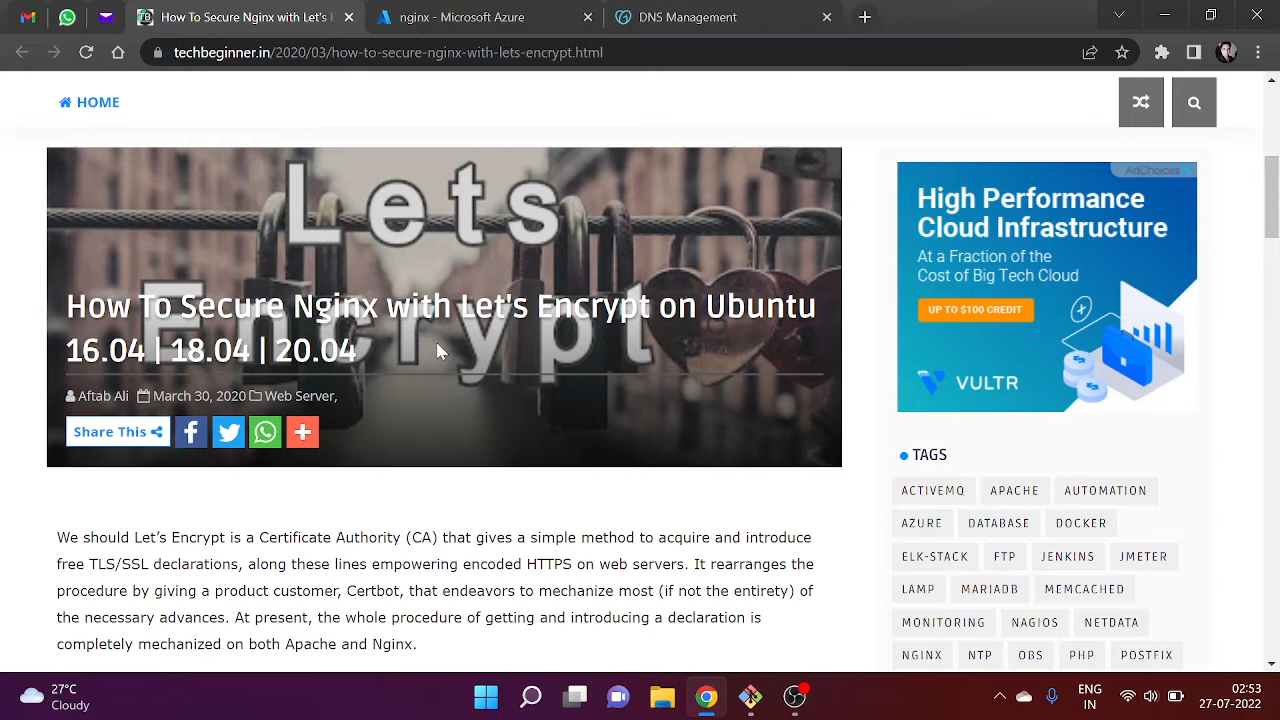 How To Secure Nginx with Let's E
nginx - Microsoft Azure
DNS Management
techbeginner.in/2020/03/how-to-secure-nginx-with-lets-encrypt.html
HOME
Lets
Encrypt
How To Secure Nginx with Let's Encrypt on Ubuntu
16.04 | 18.04 | 20.04
Aftab Ali March 30, 2020 Web Server,
Share This
We should Let’s Encrypt is a Certificate Authority (CA) that gives a simple method to acquire and introduce
free TLS/SSL declarations, along these lines empowering encoded HTTPS on web servers. It rearranges the
procedure by giving a product customer, Certbot, that endeavors to mechanize most (if not the entirety) of
the necessary advances. At present, the whole procedure of getting and introducing a declaration is
completely mechanized on both Apache and Nginx.
AdChoices
High Performance
Cloud Infrastructure
At a Fraction of the
Cost of Big Tech Cloud
UP TO $100 CREDIT
VULTR
TAGS
ACTIVEMQ APACHE AUTOMATION
AZURE DATABASE DOCKER
ELK-STACK FTP JENKINS JMETER
LAMP MARIADB MEMCACHED
MONITORING NAGIOS NETDATA
NGINX NTP OBS PHP POSTFIX
27°C
Cloudy
ENG
IN
02:53
27-07-2022